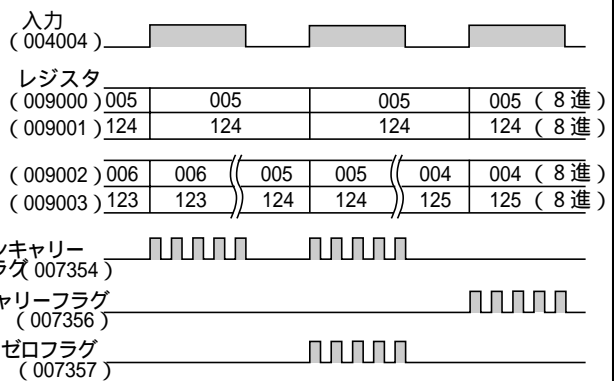 入力
(004004)
レジスタ
(009000) 005 005 005 005 (8進)
(009001) 124 124 124 124 (8進)
(009002) 006 006 005 005 004 004 (8進)
(009003) 123 123 124 124 125 125 (8進)
ンキャリー
ラグ(007354)
ャリーフラグ
(007356)
ゼロフラグ
(007357)